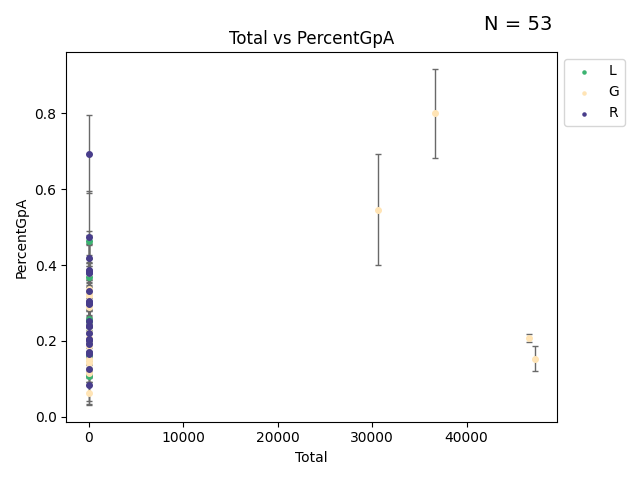 N = 53
Total vs PercentGpA
L
G
R
PercentGpA
0.8
0.6
0.4
0.2
0.0
0
10000
20000
30000
40000
Total